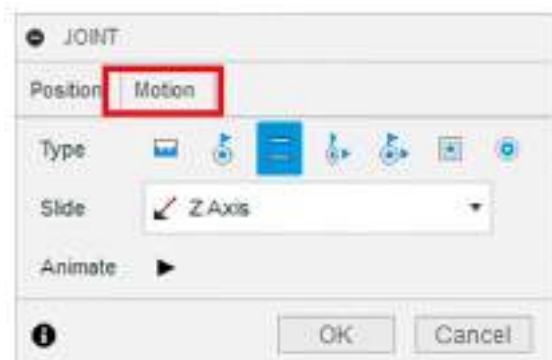 JOINT
Position Motion
Type
Slide Z Axis
Animate
OK Cancel